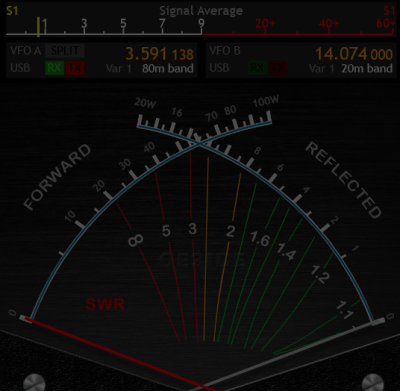 S1 Signal Average S1
1 3 5 7 9 20+ 40+ 60+
VFO A SPLIT 3.591 138
USB RX TX Var 1 80m band
VFO B 14.074 000
USB RX TX Var 1 20m band
20W 16 70 80 100W
FORWARD
0 10 20 30 40
REFLECTED
8 6 4 2 1 0
SWR
∞ 5 3 2 1.6 1.4 1.2 1.1